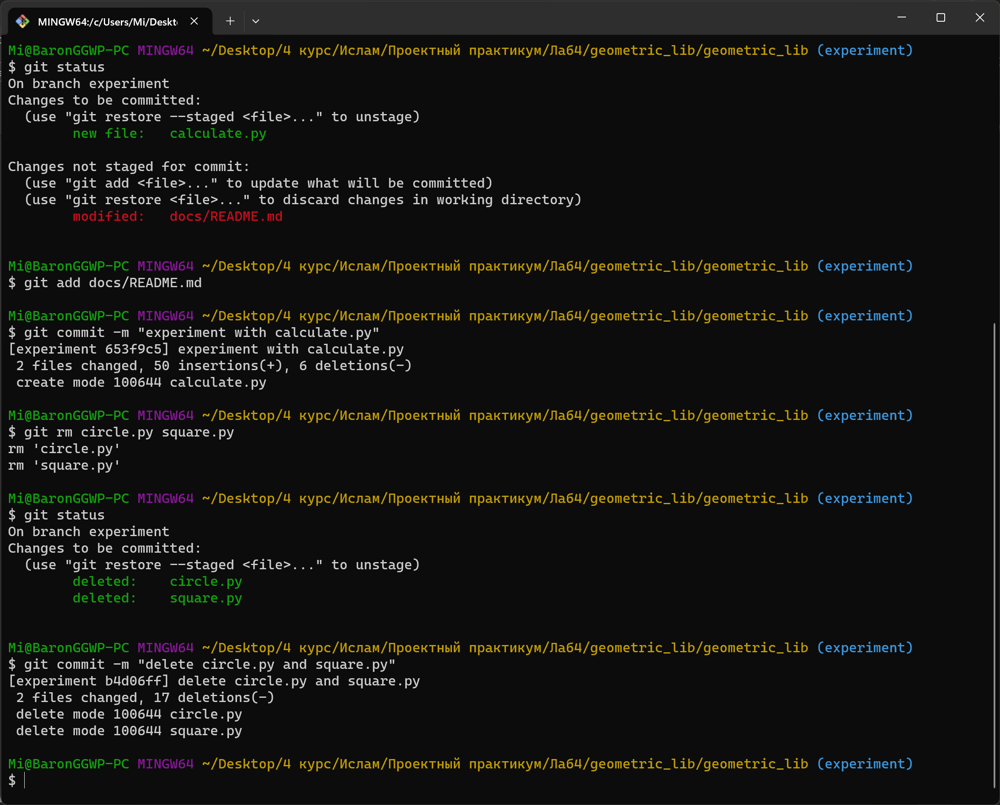 MINGW64:/c/Users/Mi/Deskt
Mi@BaronGGWP-PC MINGW64 ~/Desktop/4 курс/Ислам/Проектный практикум/Лаб4/geometric_lib/geometric_lib (experiment)
$ git status
On branch experiment
Changes to be committed:
  (use "git restore --staged <file>..." to unstage)
        new file:   calculate.py

Changes not staged for commit:
  (use "git add <file>..." to update what will be committed)
  (use "git restore <file>..." to discard changes in working directory)
        modified:   docs/README.md

Mi@BaronGGWP-PC MINGW64 ~/Desktop/4 курс/Ислам/Проектный практикум/Лаб4/geometric_lib/geometric_lib (experiment)
$ git add docs/README.md

Mi@BaronGGWP-PC MINGW64 ~/Desktop/4 курс/Ислам/Проектный практикум/Лаб4/geometric_lib/geometric_lib (experiment)
$ git commit -m "experiment with calculate.py"
[experiment 653f9c5] experiment with calculate.py
 2 files changed, 50 insertions(+), 6 deletions(-)
 create mode 100644 calculate.py

Mi@BaronGGWP-PC MINGW64 ~/Desktop/4 курс/Ислам/Проектный практикум/Лаб4/geometric_lib/geometric_lib (experiment)
$ git rm circle.py square.py
rm 'circle.py'
rm 'square.py'

Mi@BaronGGWP-PC MINGW64 ~/Desktop/4 курс/Ислам/Проектный практикум/Лаб4/geometric_lib/geometric_lib (experiment)
$ git status
On branch experiment
Changes to be committed:
  (use "git restore --staged <file>..." to unstage)
        deleted:    circle.py
        deleted:    square.py

Mi@BaronGGWP-PC MINGW64 ~/Desktop/4 курс/Ислам/Проектный практикум/Лаб4/geometric_lib/geometric_lib (experiment)
$ git commit -m "delete circle.py and square.py"
[experiment b4d06ff] delete circle.py and square.py
 2 files changed, 17 deletions(-)
 delete mode 100644 circle.py
 delete mode 100644 square.py

Mi@BaronGGWP-PC MINGW64 ~/Desktop/4 курс/Ислам/Проектный практикум/Лаб4/geometric_lib/geometric_lib (experiment)
$